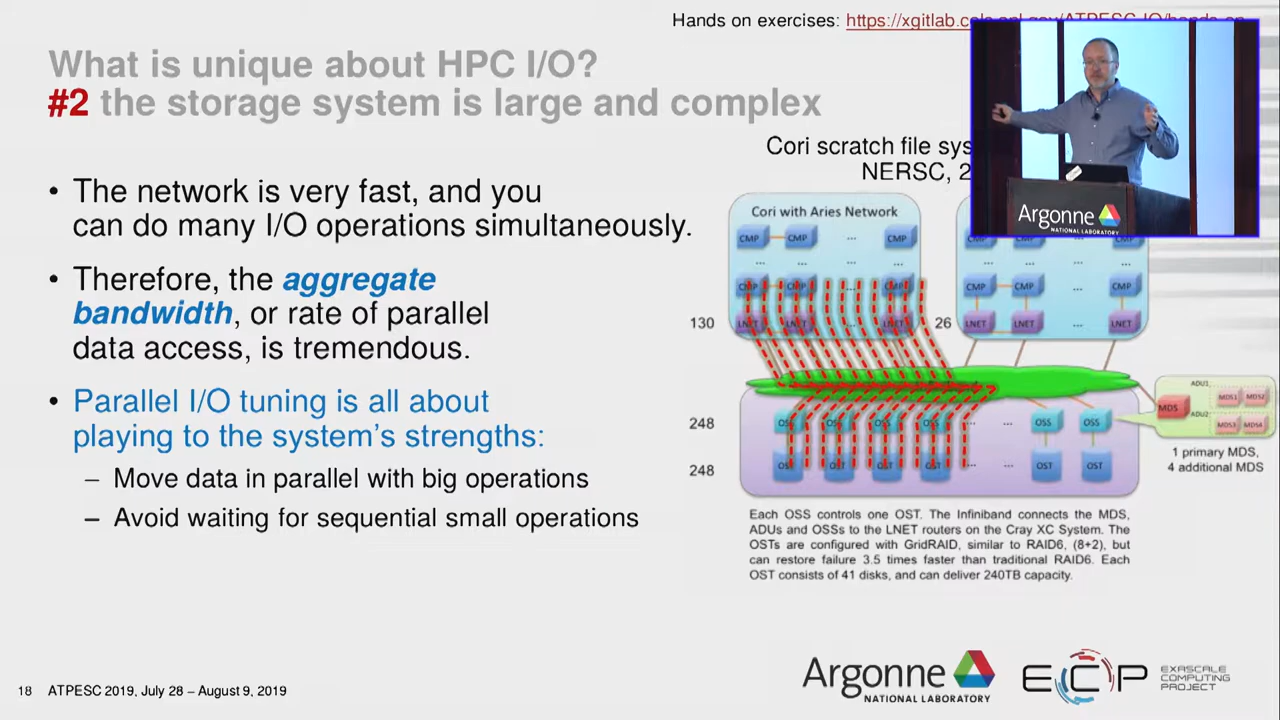 Hands on exercises: https://xgitlab.cels.anl.gov/ATPESC-IO/hands-on
What is unique about HPC I/O?
#2 the storage system is large and complex
Cori scratch file sys
NERSC, 2
• The network is very fast, and you
can do many I/O operations simultaneously.
• Therefore, the aggregate
bandwidth, or rate of parallel
data access, is tremendous.
• Parallel I/O tuning is all about
playing to the system's strengths:
– Move data in parallel with big operations
– Avoid waiting for sequential small operations
Argonne
NATIONAL LABORATORY
Cori with Aries Network
CMP CMP ... CMP
... ... ...
CMP CMP ... CMP
CMP CMP ... CMP
130 LNET LNET ... LNET
26 LNET LNET ... LNET
248 OSS OSS OSS OSS ... ... OSS OSS
248 OST OST OST OST ... OST OST
MDS
ADU1
MDS1 MDS2
ADU2
MDS3 MDS4
1 primary MDS,
4 additional MDS
Each OSS controls one OST. The Infiniband connects the MDS,
ADUs and OSSs to the LNET routers on the Cray XC System. The
OSTs are configured with GridRAID, similar to RAID6, (8+2), but
can restore failure 3.5 times faster than traditional RAID6. Each
OST consists of 41 disks, and can deliver 240TB capacity.
18 ATPESC 2019, July 28 – August 9, 2019
Argonne
NATIONAL LABORATORY
ECP
EXASCALE
COMPUTING
PROJECT